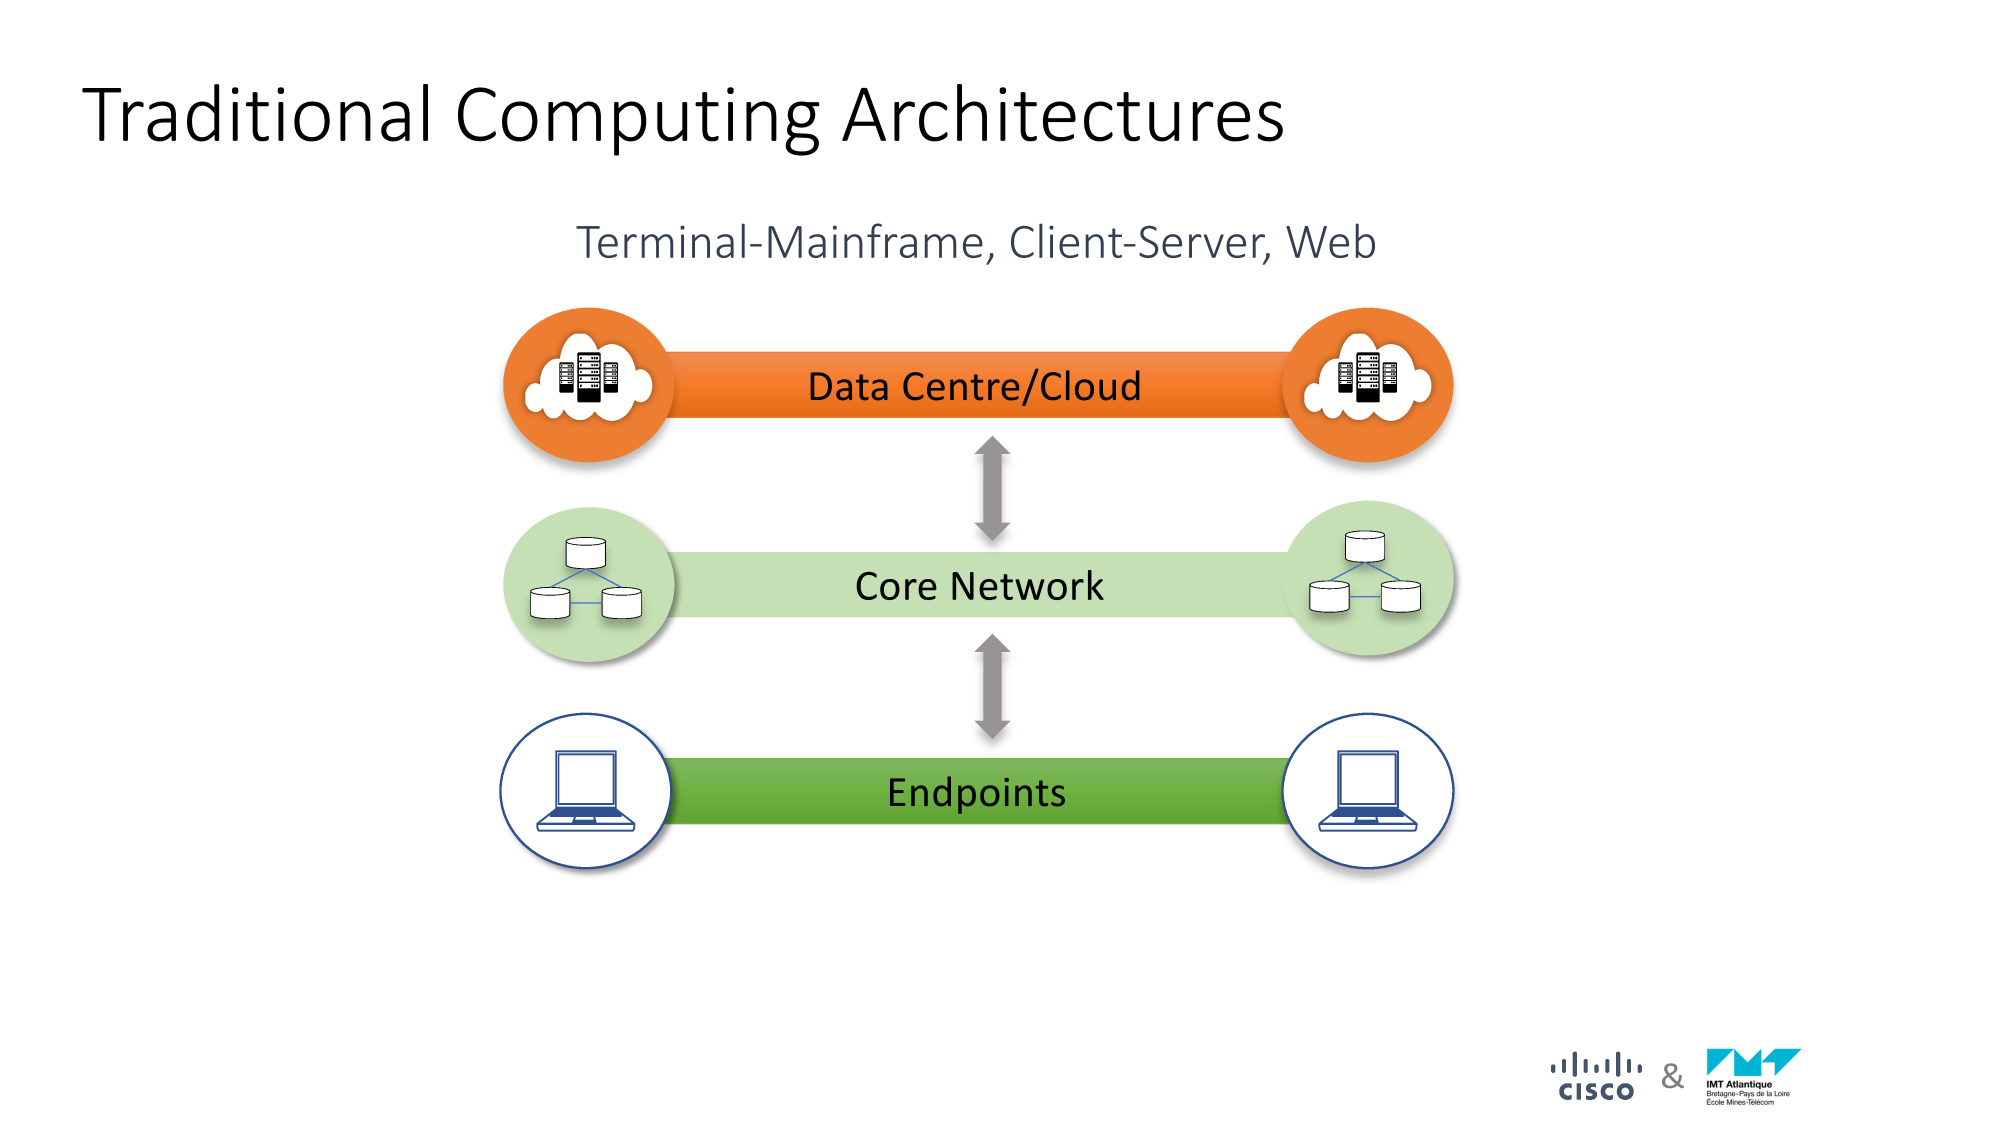 Traditional Computing Architectures
Terminal-Mainframe, Client-Server, Web
Data Centre/Cloud
Core Network
Endpoints
CISCO
&
IMT Atlantique
Bretagne-Pays de la Loire
École Mines-Télécom